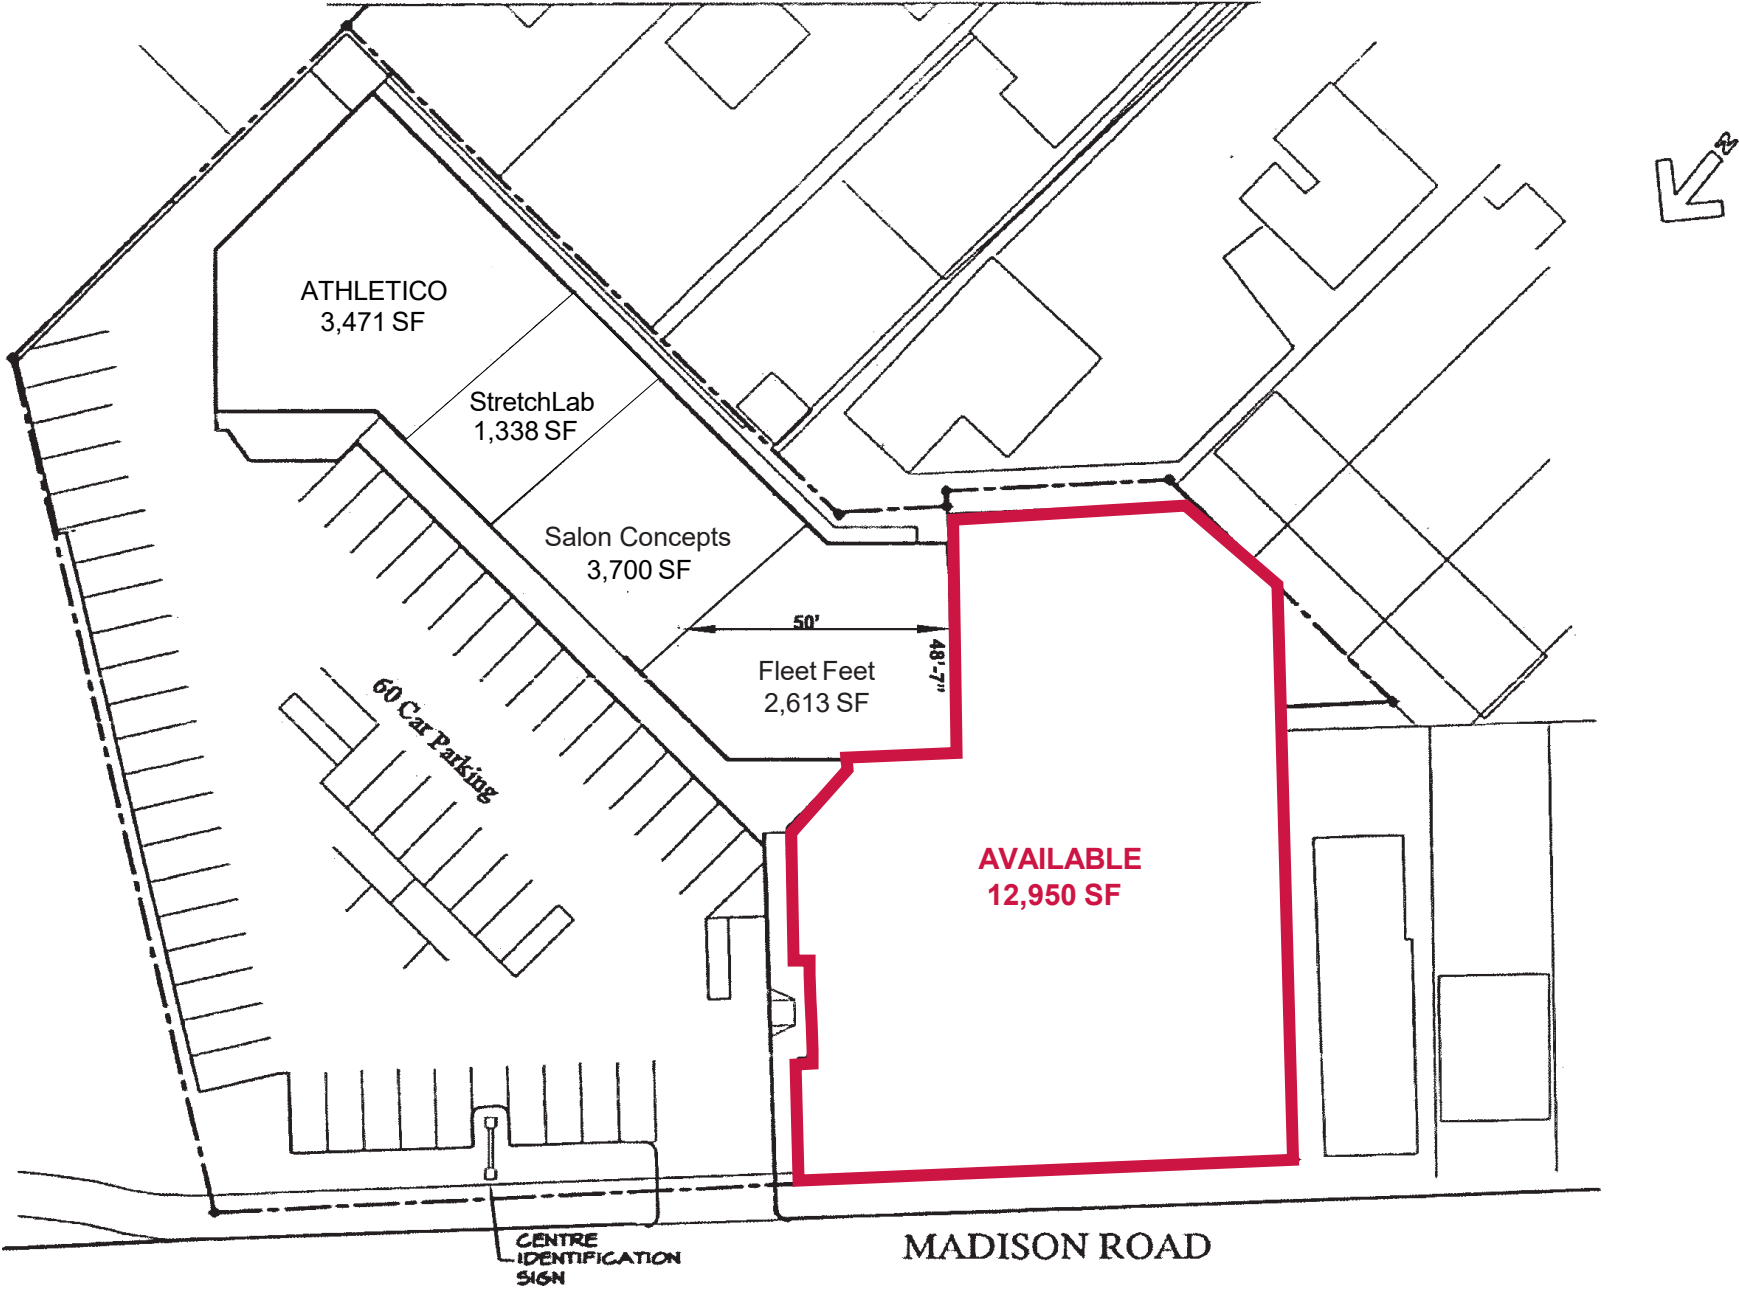 N
ATHLETICO
3,471 SF
StretchLab
1,338 SF
Salon Concepts
3,700 SF
50'
48'-7"
Fleet Feet
2,613 SF
60 Car Parking
AVAILABLE
12,950 SF
CENTRE
IDENTIFICATION
SIGN
MADISON ROAD